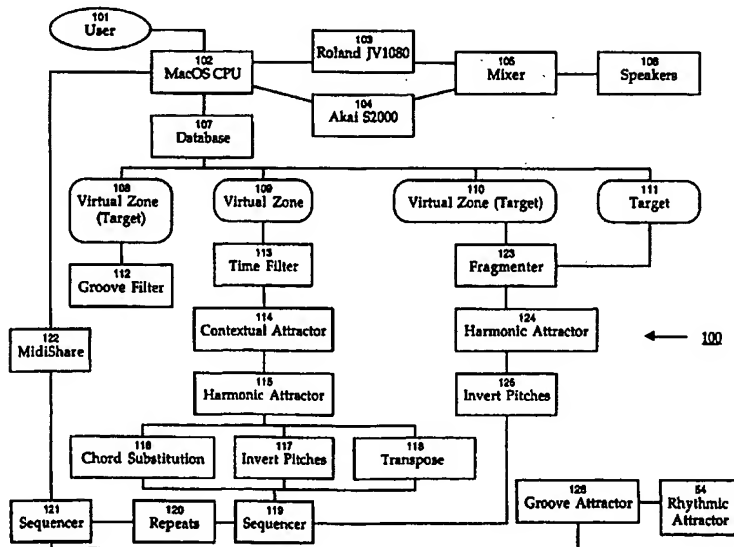 101
User
102
MacOS CPU
103
Roland JV1080
104
Akai S2000
105
Mixer
106
Speakers
107
Database
108
Virtual Zone
(Target)
109
Virtual Zone
110
Virtual Zone (Target)
111
Target
112
Groove Filter
113
Time Filter
123
Fragmenter
114
Contextual Attractor
124
Harmonic Attractor
100
122
MidiShare
115
Harmonic Attractor
125
Invert Pitches
116
Chord Substitution
117
Invert Pitches
118
Transpose
121
Sequencer
120
Repeats
119
Sequencer
126
Groove Attractor
54
Rhythmic
Attractor